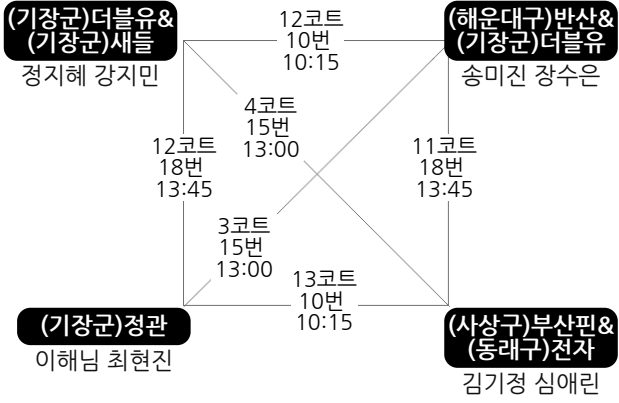 (기장군)더블유&
(기장군)새들
정지혜 강지민
12코트
10번
10:15
(해운대구)반산&
(기장군)더블유
송미진 장수은
4코트
15번
13:00
12코트
18번
13:45
11코트
18번
13:45
3코트
15번
13:00
13코트
10번
10:15
(기장군)정관
이해님 최현진
(사상구)부산핀&
(동래구)전자
김기정 심애린